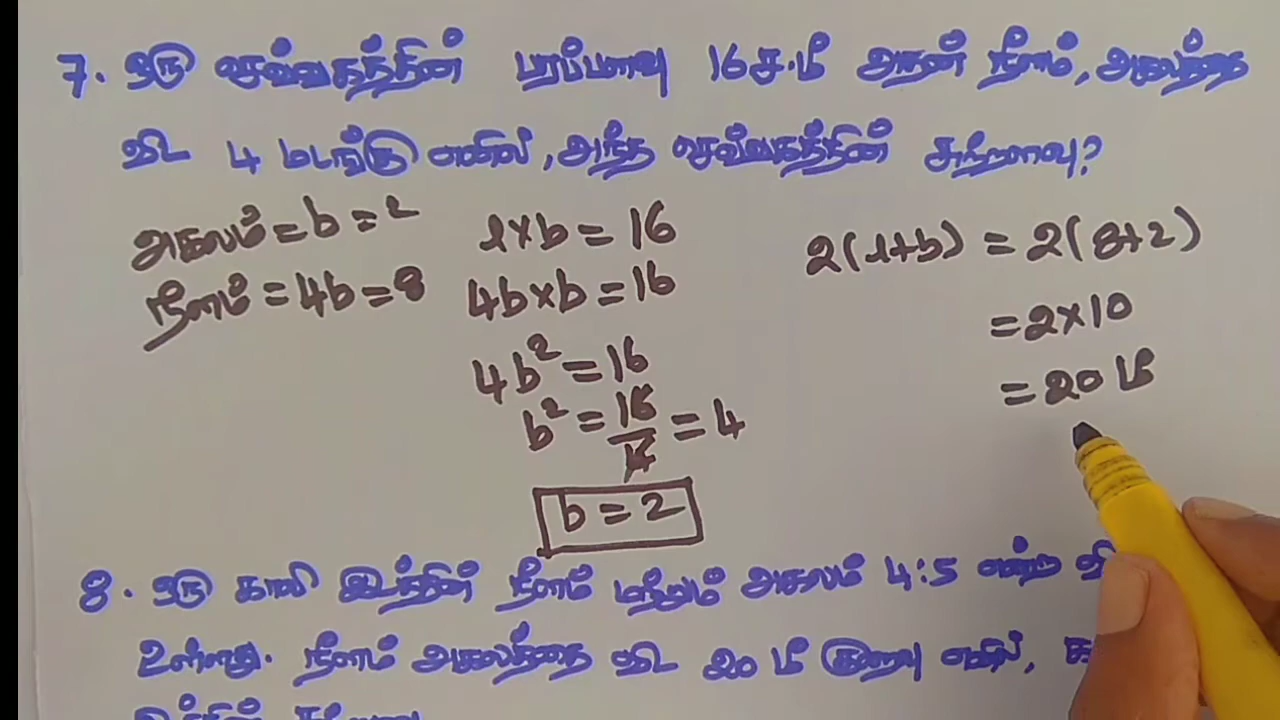 7. ஒரு செவ்வகத்தின் பரப்பளவு 16 ச.மீ அதன் நீளம், அகலத்தை
விட 4 மடங்கு எனில், அந்த செவ்வகத்தின் சுற்றளவு?
அகலம் = b = 2
நீளம் = 4b = 8
l×b = 16
4b×b = 16
4b² = 16
b² = 16/4 = 4
b = 2
2(l+b) = 2(8+2)
= 2×10
= 20 மீ
8. ஒரு காலி இடத்தின் நீளம் மற்றும் அகலம் 4:5 என்ற
உள்ளது. நீளம் அகலத்தை விட 20 மீ குறைவு எனில்,